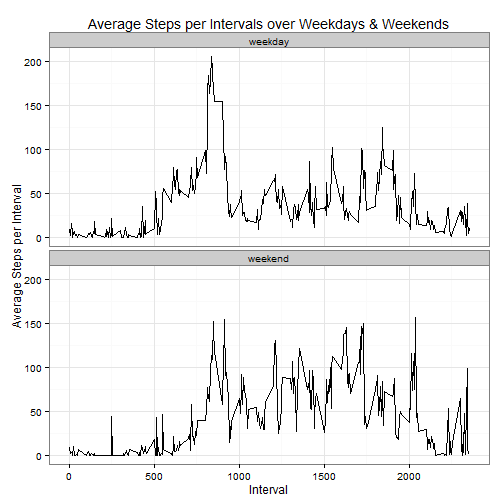 Average Steps per Intervals over Weekdays & Weekends
weekday
200
150
100
50
0
weekend
200
150
100
50
0
Average Steps per Interval
0 500 1000 1500 2000
Interval